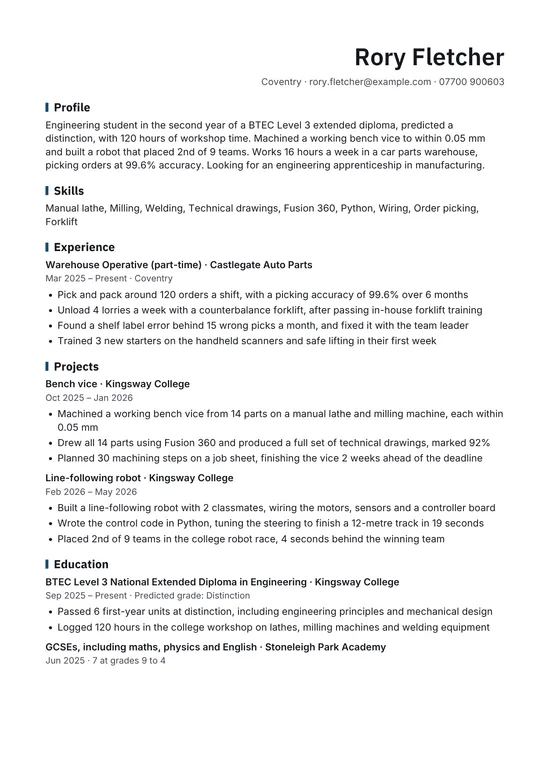 Rory Fletcher
Coventry · rory.fletcher@example.com · 07700 900603
Profile
Engineering student in the second year of a BTEC Level 3 extended diploma, predicted a
distinction, with 120 hours of workshop time. Machined a working bench vice to within 0.05 mm
and built a robot that placed 2nd of 9 teams. Works 16 hours a week in a car parts warehouse,
picking orders at 99.6% accuracy. Looking for an engineering apprenticeship in manufacturing.
Skills
Manual lathe, Milling, Welding, Technical drawings, Fusion 360, Python, Wiring, Order picking,
Forklift
Experience
Warehouse Operative (part-time) · Castlegate Auto Parts
Mar 2025 – Present · Coventry
• Pick and pack around 120 orders a shift, with a picking accuracy of 99.6% over 6 months
• Unload 4 lorries a week with a counterbalance forklift, after passing in-house forklift training
• Found a shelf label error behind 15 wrong picks a month, and fixed it with the team leader
• Trained 3 new starters on the handheld scanners and safe lifting in their first week
Projects
Bench vice · Kingsway College
Oct 2025 – Jan 2026
• Machined a working bench vice from 14 parts on a manual lathe and milling machine, each within
0.05 mm
• Drew all 14 parts using Fusion 360 and produced a full set of technical drawings, marked 92%
• Planned 30 machining steps on a job sheet, finishing the vice 2 weeks ahead of the deadline
Line-following robot · Kingsway College
Feb 2026 – May 2026
• Built a line-following robot with 2 classmates, wiring the motors, sensors and a controller board
• Wrote the control code in Python, tuning the steering to finish a 12-metre track in 19 seconds
• Placed 2nd of 9 teams in the college robot race, 4 seconds behind the winning team
Education
BTEC Level 3 National Extended Diploma in Engineering · Kingsway College
Sep 2025 – Present · Predicted grade: Distinction
• Passed 6 first-year units at distinction, including engineering principles and mechanical design
• Logged 120 hours in the college workshop on lathes, milling machines and welding equipment
GCSEs, including maths, physics and English · Stoneleigh Park Academy
Jun 2025 · 7 at grades 9 to 4